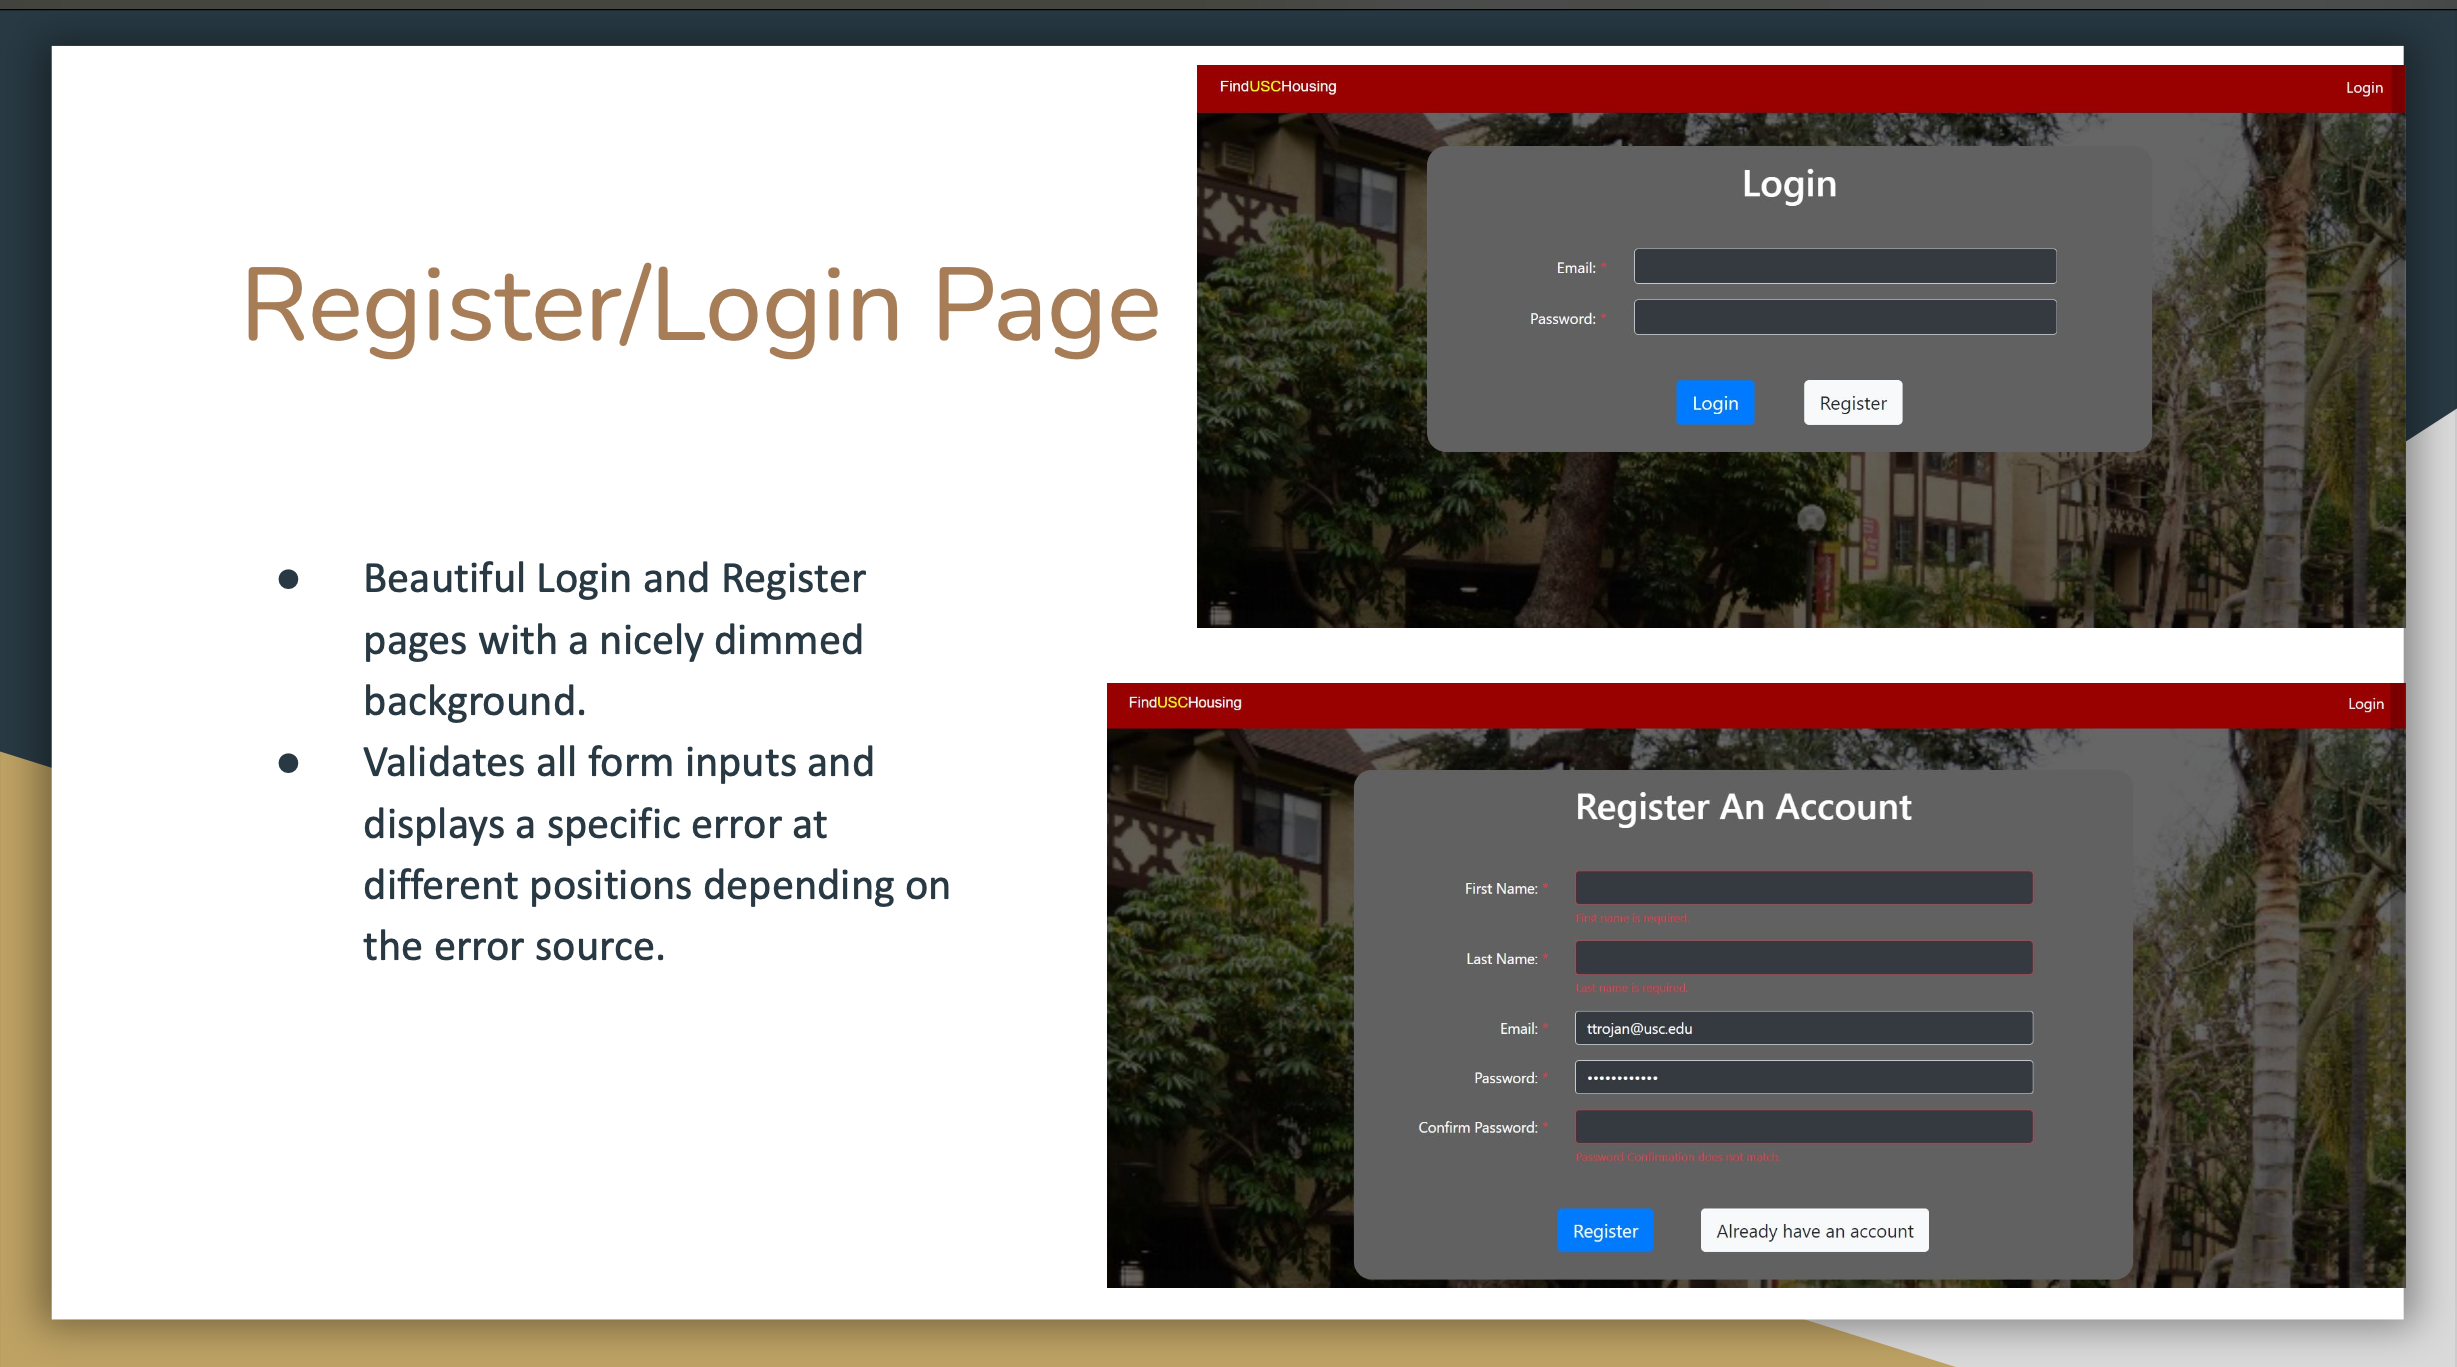 Register/Login Page
● Beautiful Login and Register
pages with a nicely dimmed
background.
● Validates all form inputs and
displays a specific error at
different positions depending on
the error source.
FindUSCHousing
Login
Login
Email: *
Password: *
Login
Register
FindUSCHousing
Login
Register An Account
First Name: *
First name is required.
Last Name: *
Last name is required.
Email: * ttrojan@usc.edu
Password: * ••••••••••••
Confirm Password: *
Password Confirmation does not match.
Register
Already have an account